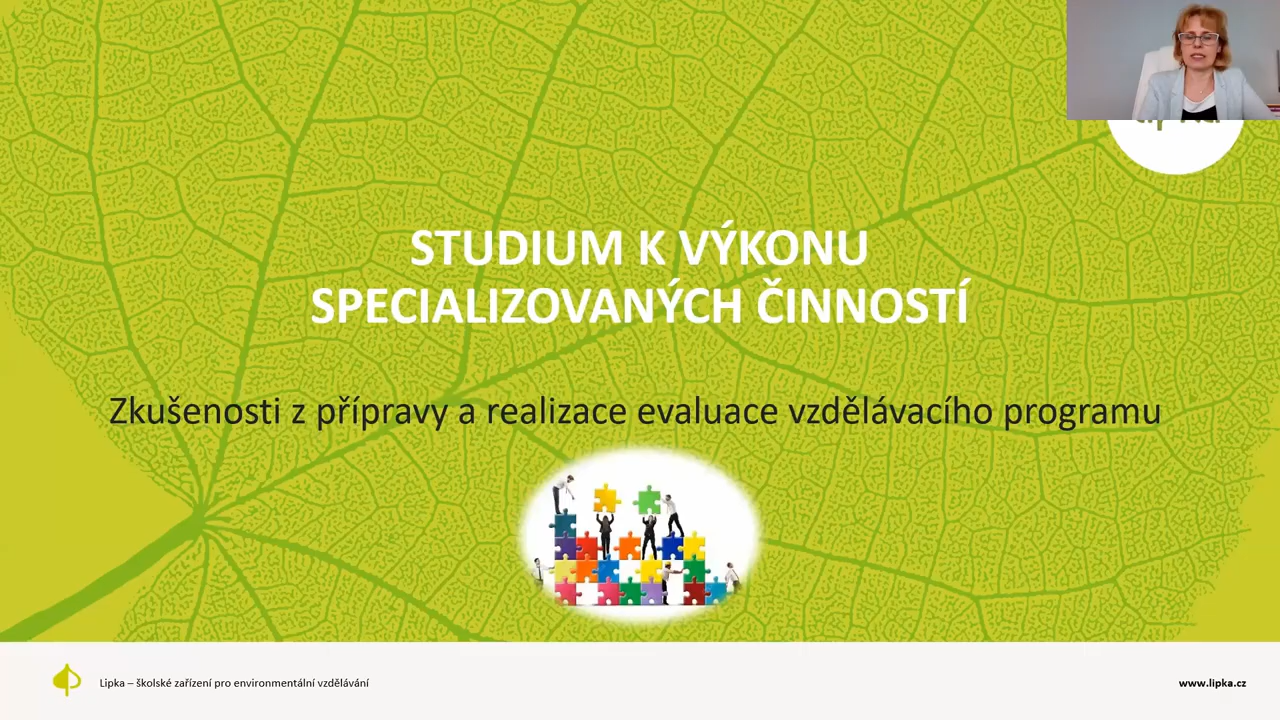 STUDIUM K VÝKONU
SPECIALIZOVANÝCH ČINNOSTÍ
Zkušenosti z přípravy a realizace evaluace vzdělávacího programu
Lipka – školské zařízení pro environmentální vzdělávání
www.lipka.cz